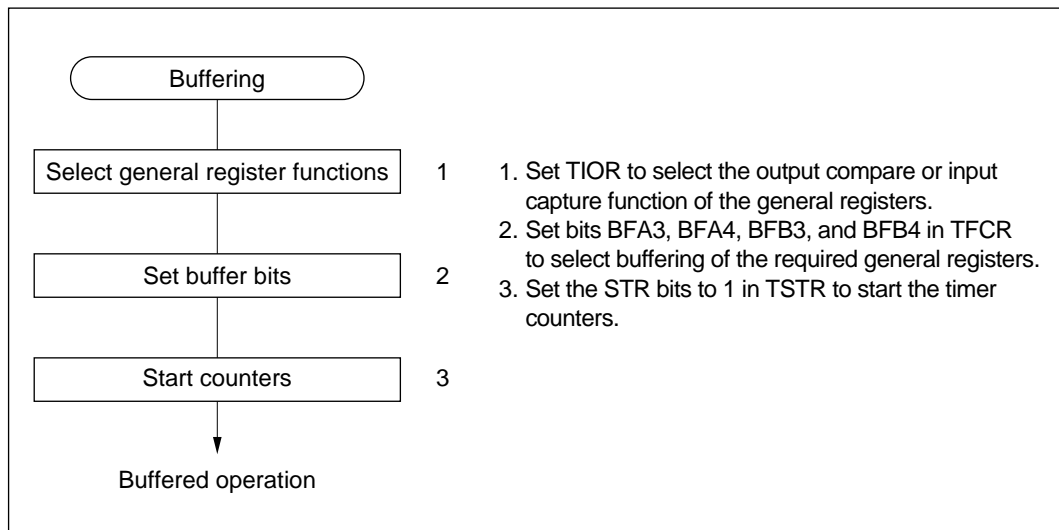 Buffering
Select general register functions 1
Set buffer bits 2
Start counters 3
Buffered operation
1. Set TIOR to select the output compare or input
capture function of the general registers.
2. Set bits BFA3, BFA4, BFB3, and BFB4 in TFCR
to select buffering of the required general registers.
3. Set the STR bits to 1 in TSTR to start the timer
counters.